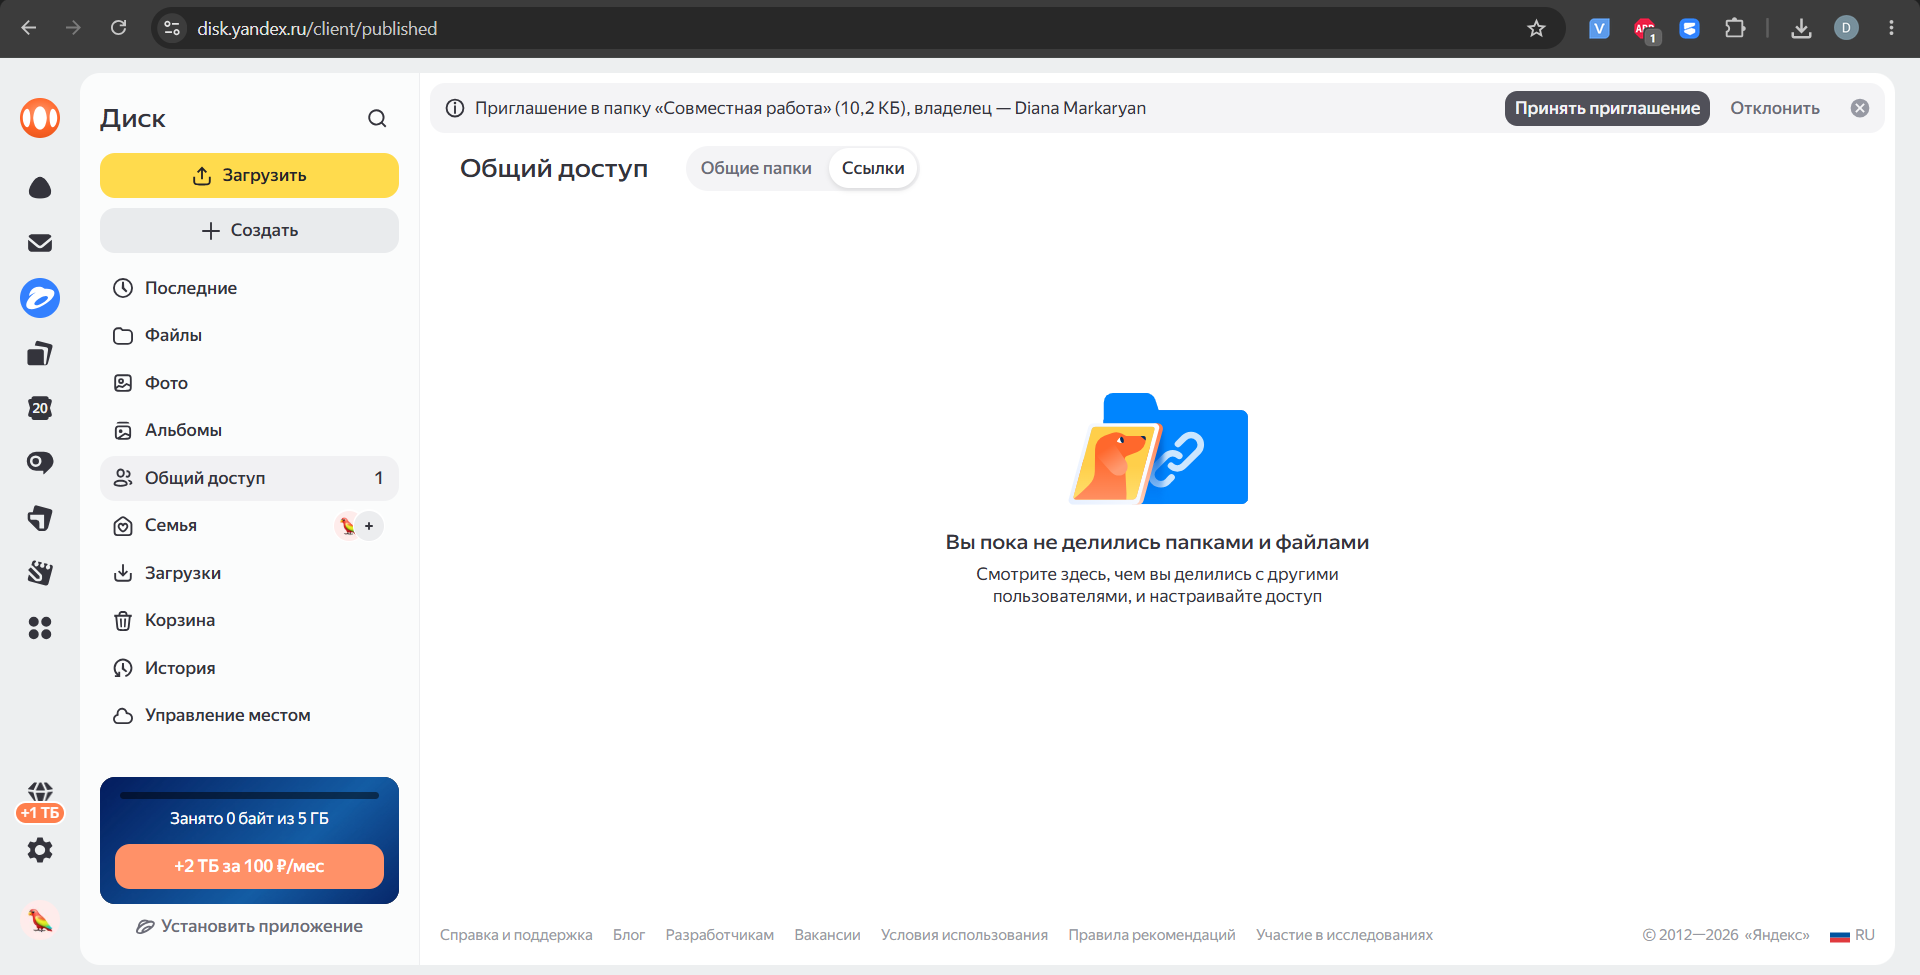 disk.yandex.ru/client/published
V
ABP
1
D
Диск
Загрузить
Создать
Последние
Файлы
Фото
Альбомы
Общий доступ 1
Семья +
Загрузки
Корзина
История
Управление местом
20
+1 ТБ
Занято 0 байт из 5 ГБ
+2 ТБ за 100 ₽/мес
Установить приложение
Приглашение в папку «Совместная работа» (10,2 КБ), владелец — Diana Markaryan
Принять приглашение
Отклонить
Общий доступ
Общие папки
Ссылки
Вы пока не делились папками и файлами
Смотрите здесь, чем вы делились с другими
пользователями, и настраивайте доступ
Справка и поддержка Блог Разработчикам Вакансии Условия использования Правила рекомендаций Участие в исследованиях
© 2012—2026 «Яндекс» RU